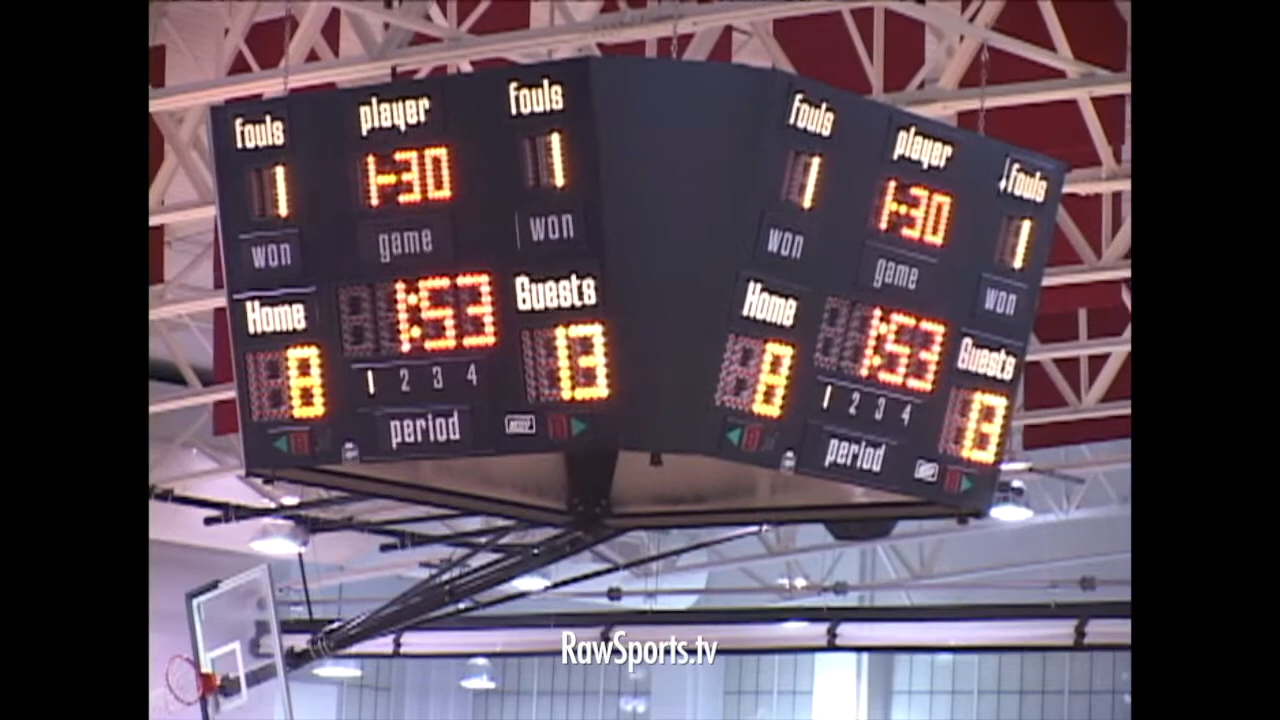 fouls player fouls
1 1-30 1
won game won
Home 1:53 Guests
8 13
1 2 3 4
period
fouls player fouls
1 1:30 1
won game won
Home 1:53 Guests
8 13
1 2 3 4
period
RawSports.tv